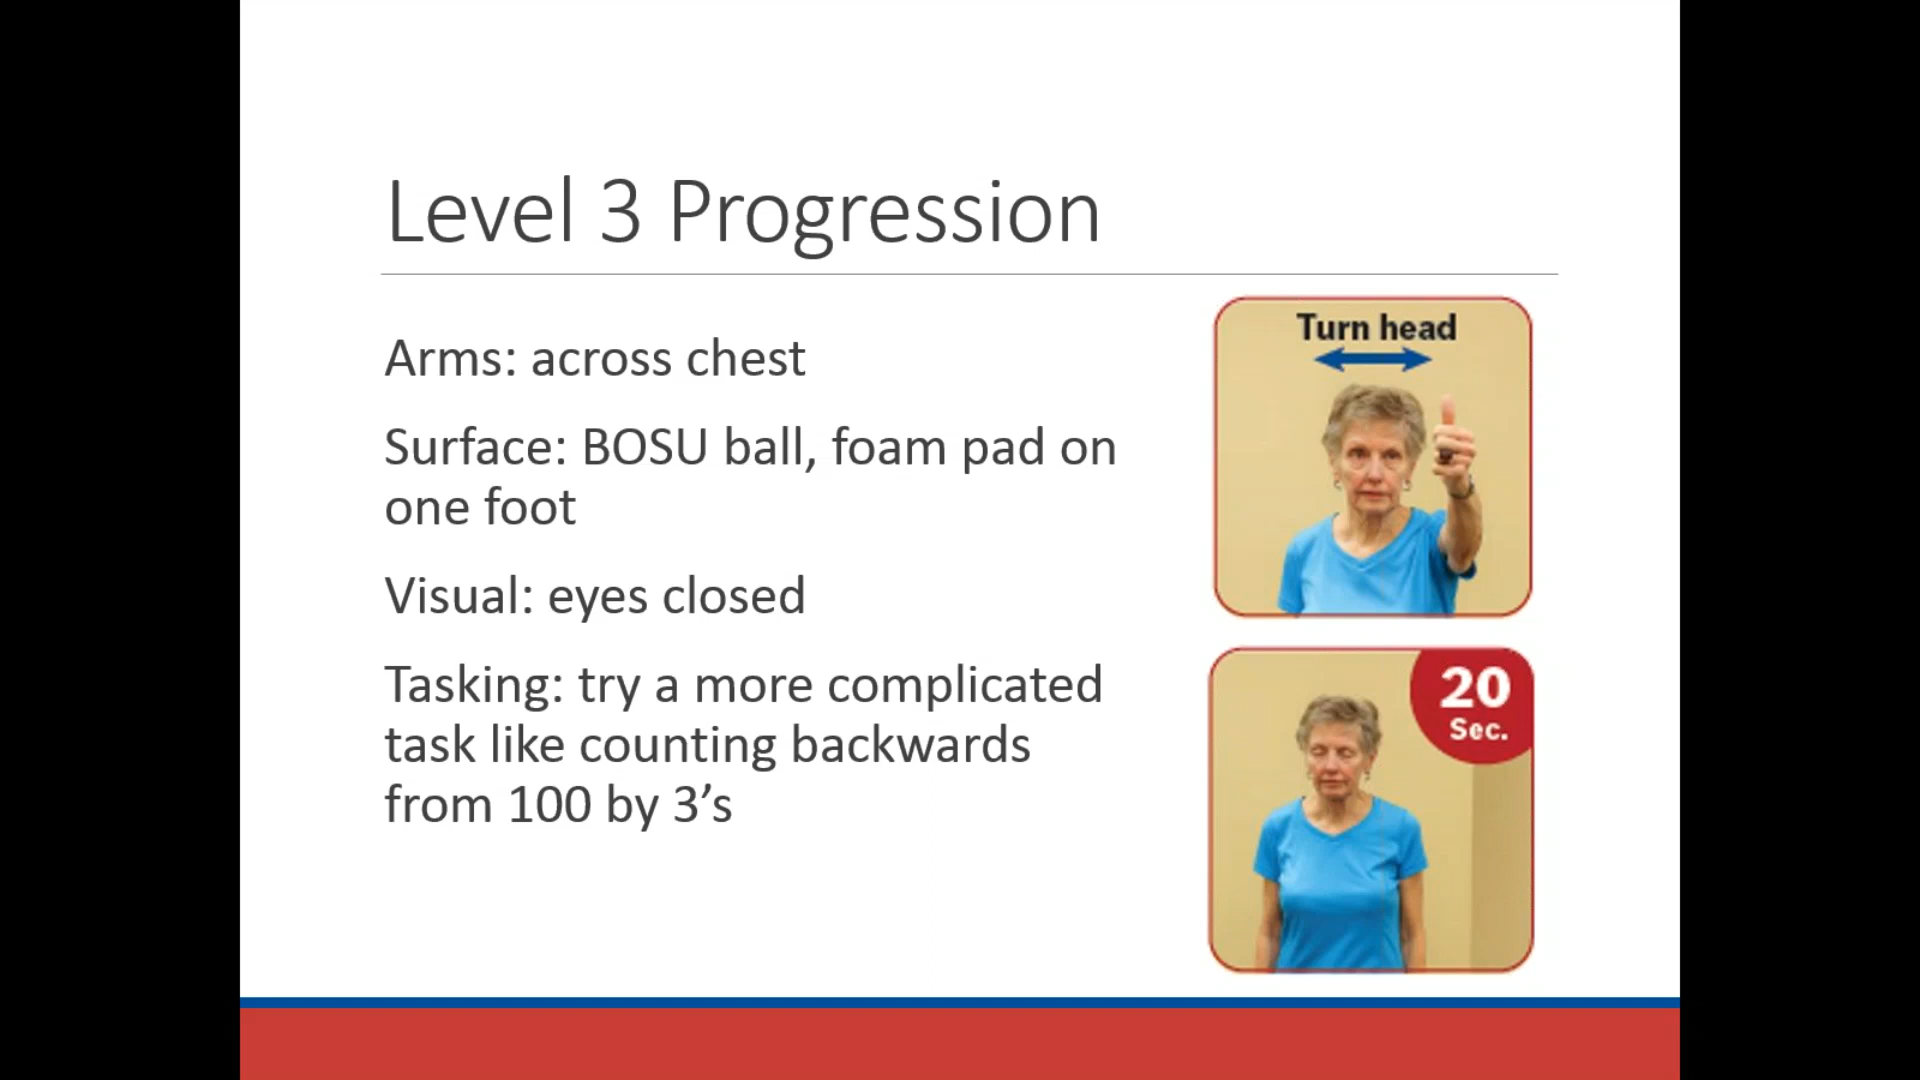 Level 3 Progression
Arms: across chest
Surface: BOSU ball, foam pad on
one foot
Visual: eyes closed
Tasking: try a more complicated
task like counting backwards
from 100 by 3’s
Turn head
20
Sec.